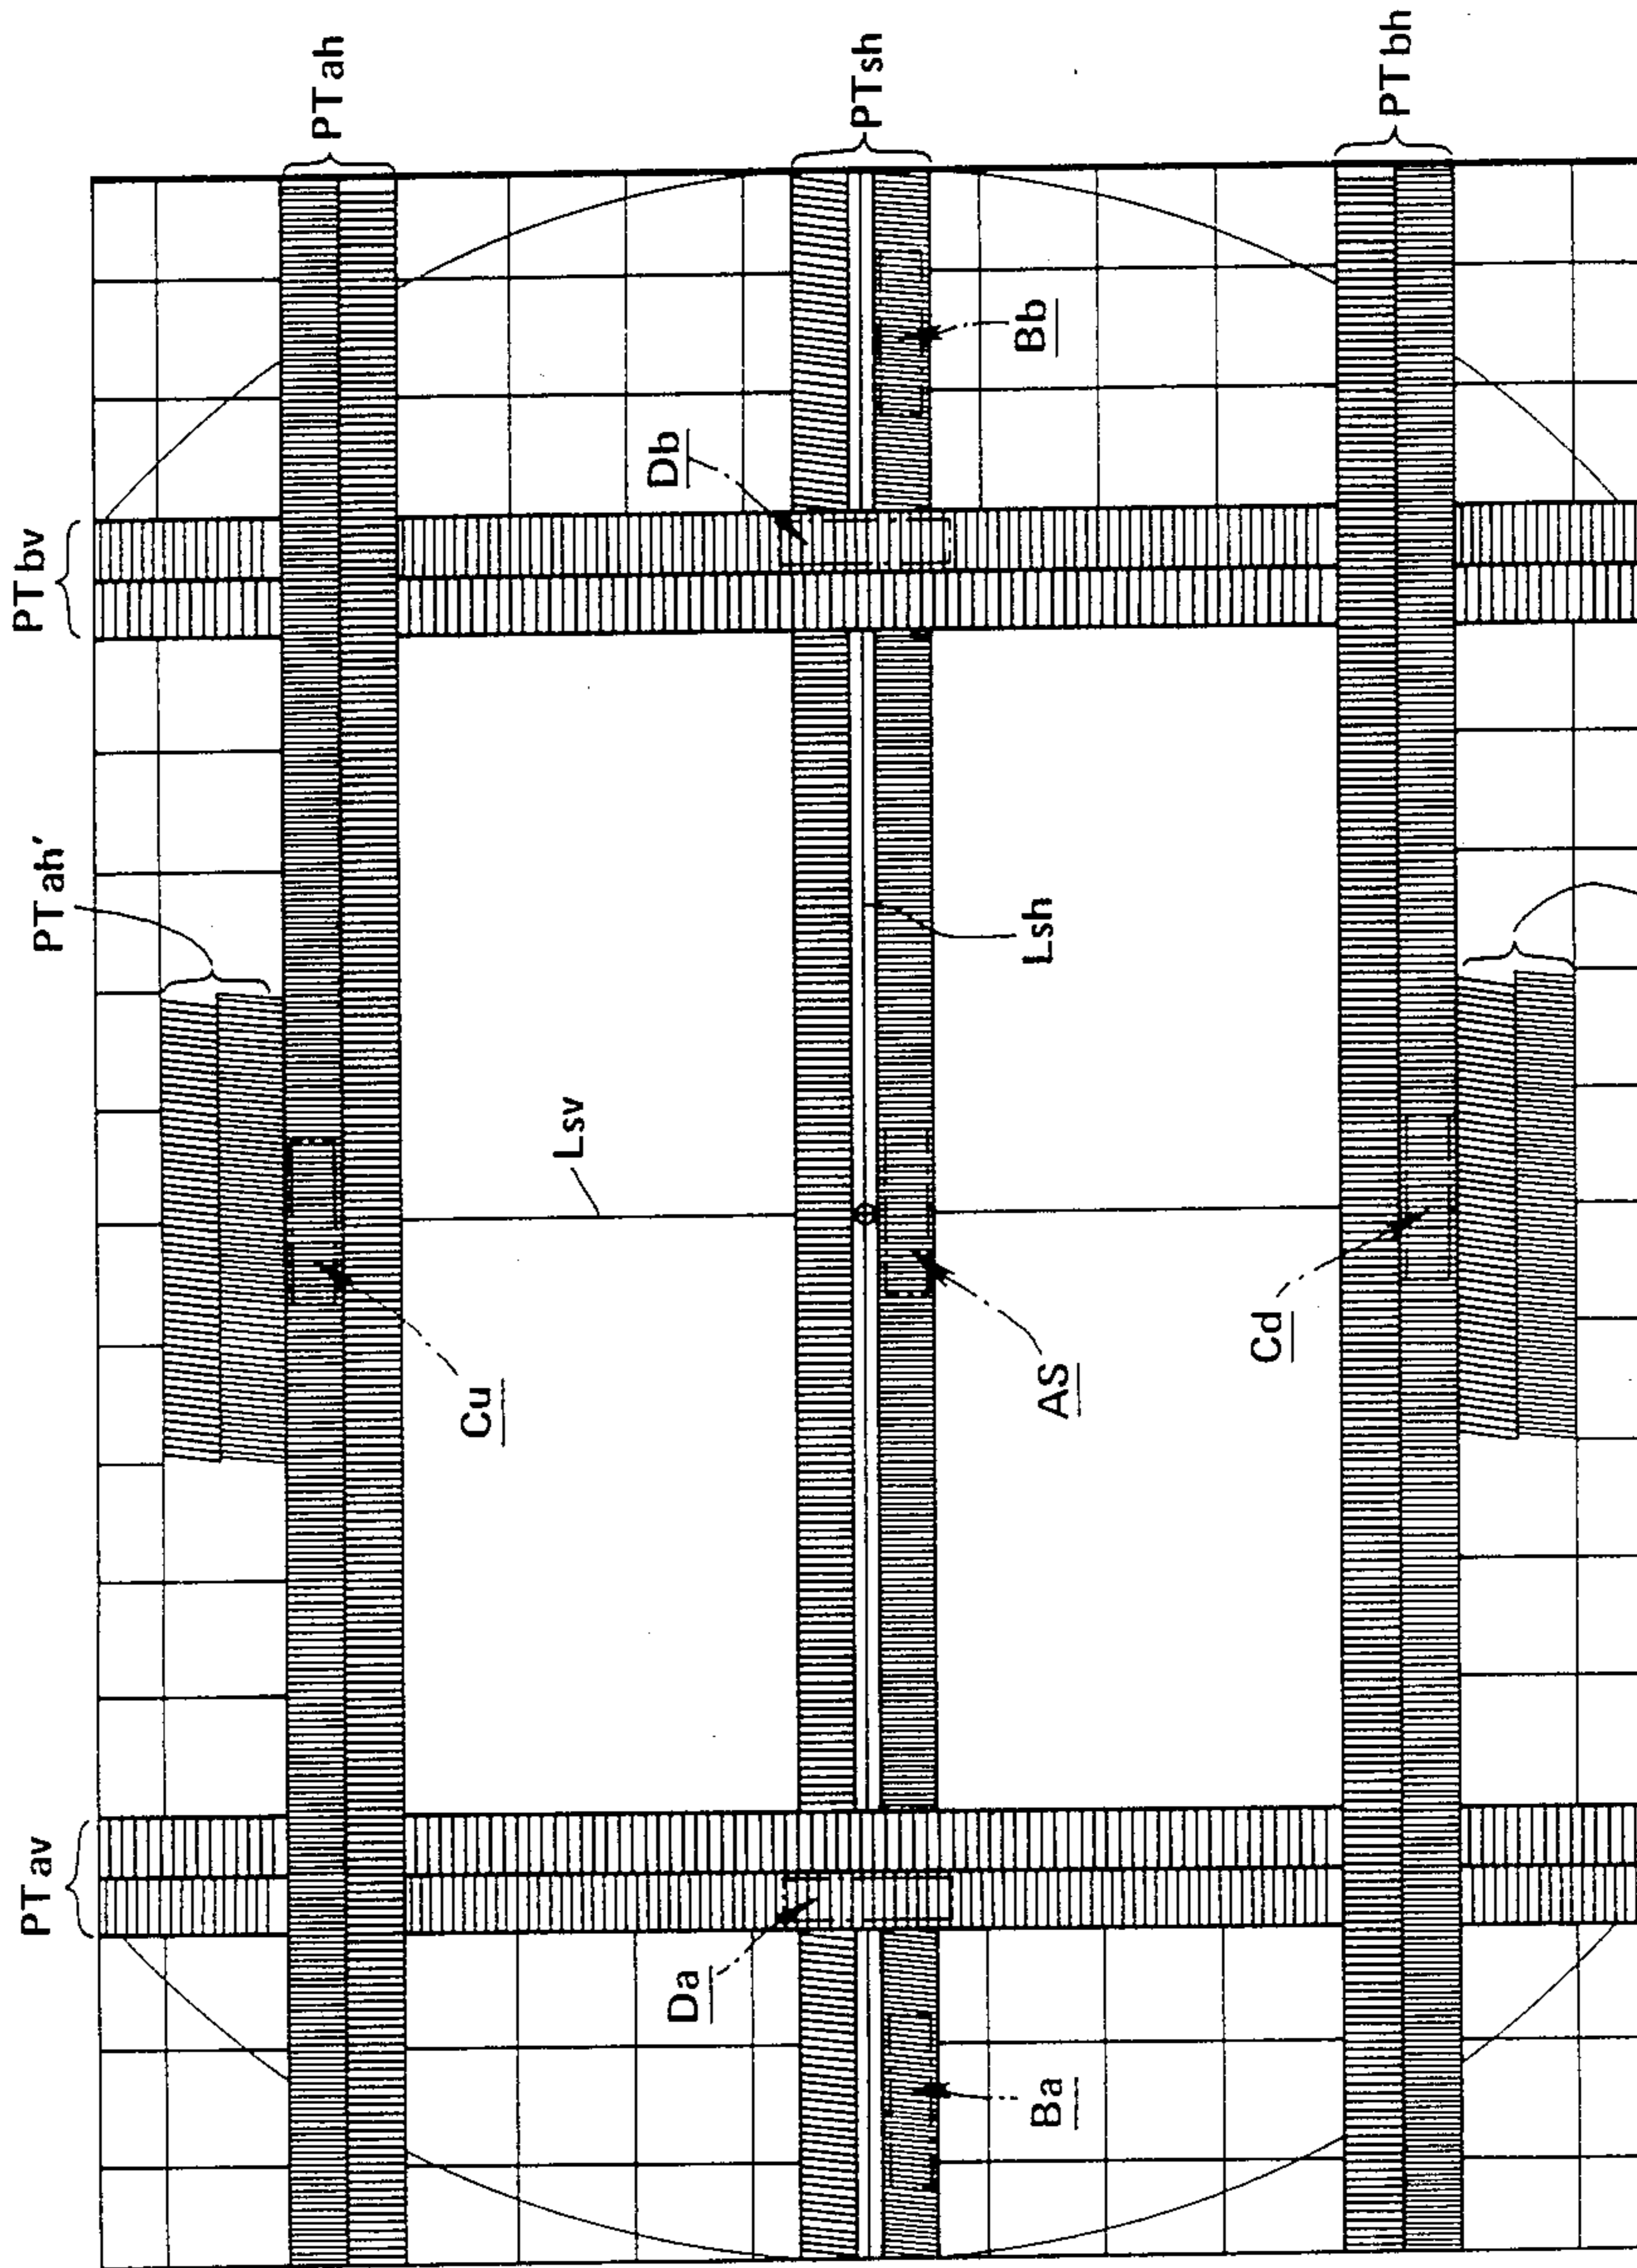 PTav
PTbv
PTah'
PTah
Cu
Lsv
Da
Db
PTsh
Ba
AS
Lsh
Bb
Cd
PTbh